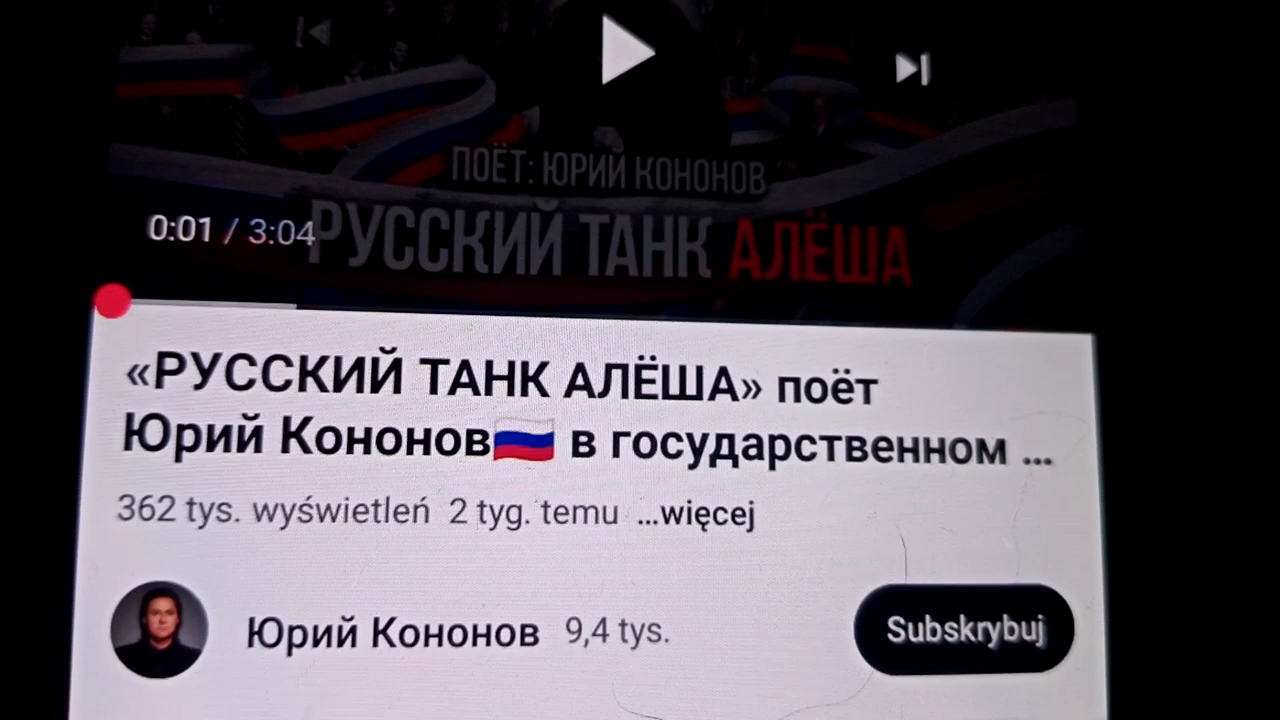 ПОЁТ: ЮРИЙ КОНОНОВ
РУССКИЙ ТАНК АЛЁША
0:01 / 3:04
«РУССКИЙ ТАНК АЛЁША» поёт
Юрий Кононов🇷🇺 в государственном ...
362 tys. wyświetleń 2 tyg. temu ...więcej
Юрий Кононов 9,4 tys.
Subskrybuj